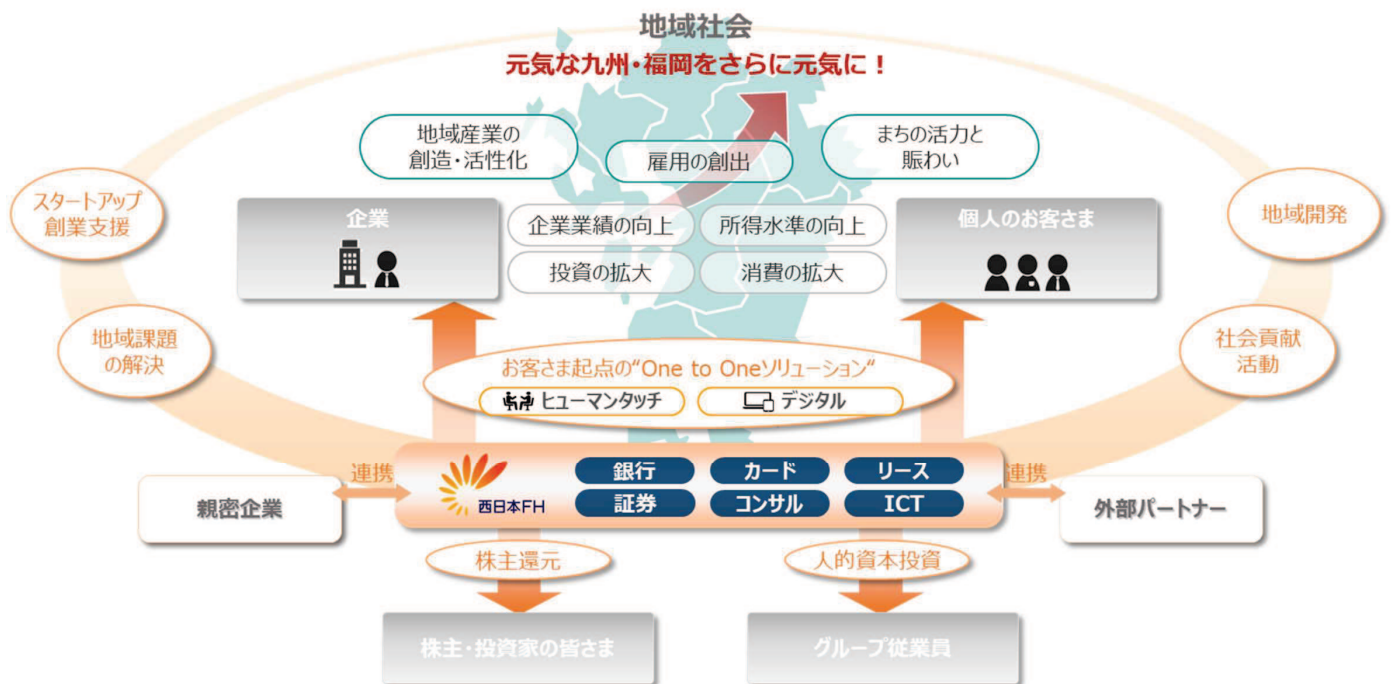 地域社会
元気な九州・福岡をさらに元気に！
地域産業の
創造・活性化
雇用の創出
まちの活力と
賑わい
スタートアップ
創業支援
企業
企業業績の向上
所得水準の向上
投資の拡大
消費の拡大
個人のお客さま
地域開発
地域課題
の解決
社会貢献
活動
お客さま起点の“One to Oneソリューション“
ヒューマンタッチ
デジタル
連携
親密企業
西日本FH
銀行
カード
リース
証券
コンサル
ICT
連携
外部パートナー
株主還元
人的資本投資
株主・投資家の皆さま
グループ従業員